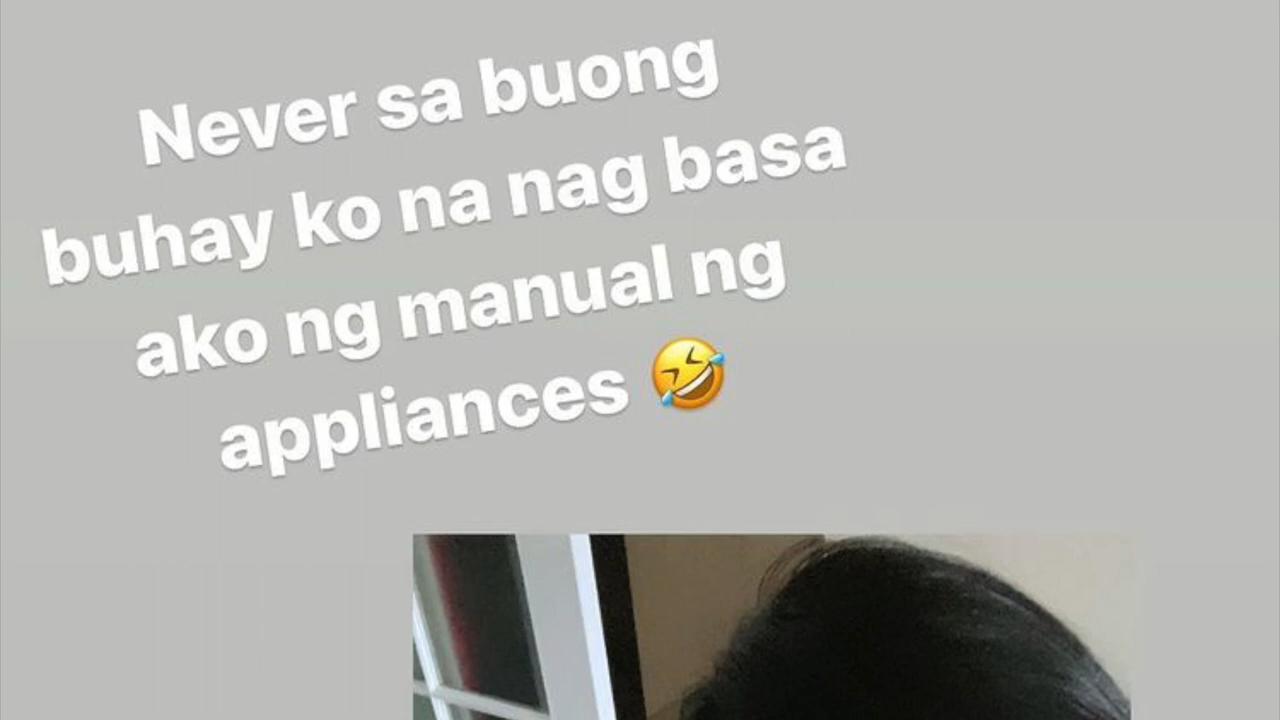 Never sa buong
buhay ko na nag basa
ako ng manual ng
appliances 🤣